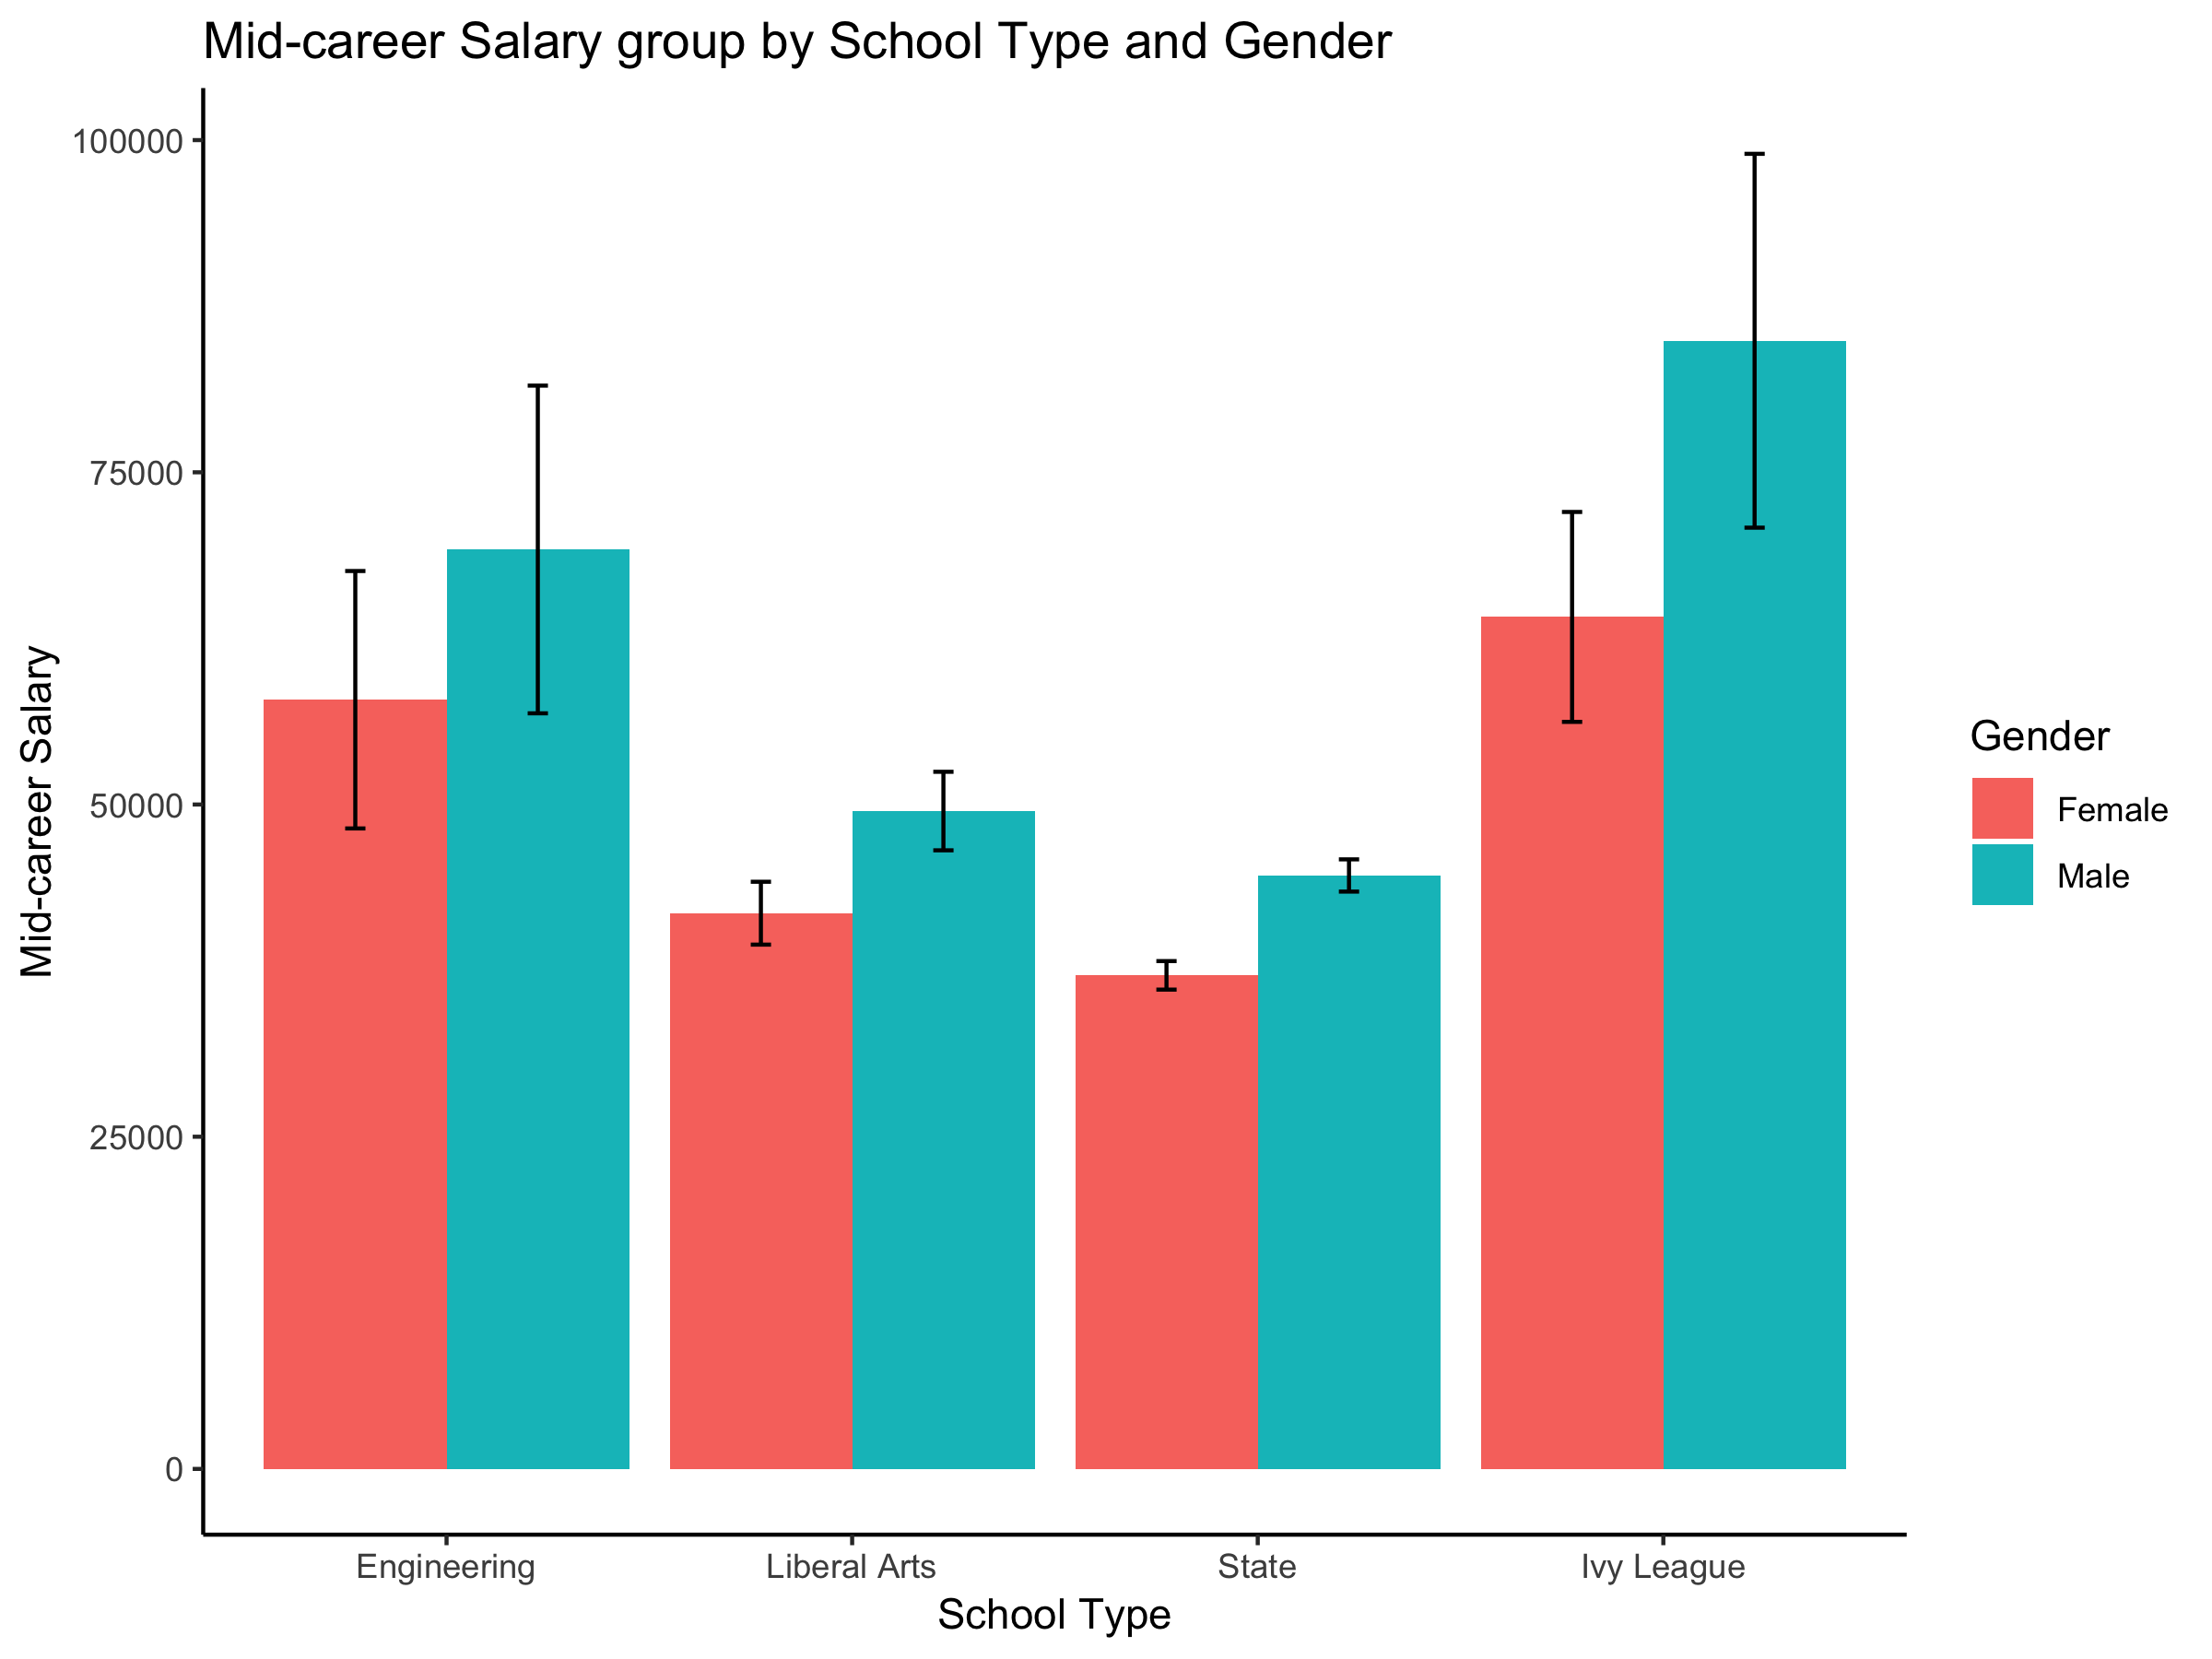 Mid-career Salary group by School Type and Gender
Mid-career Salary
100000
75000
50000
25000
0
Engineering
Liberal Arts
State
Ivy League
School Type
Gender
Female
Male